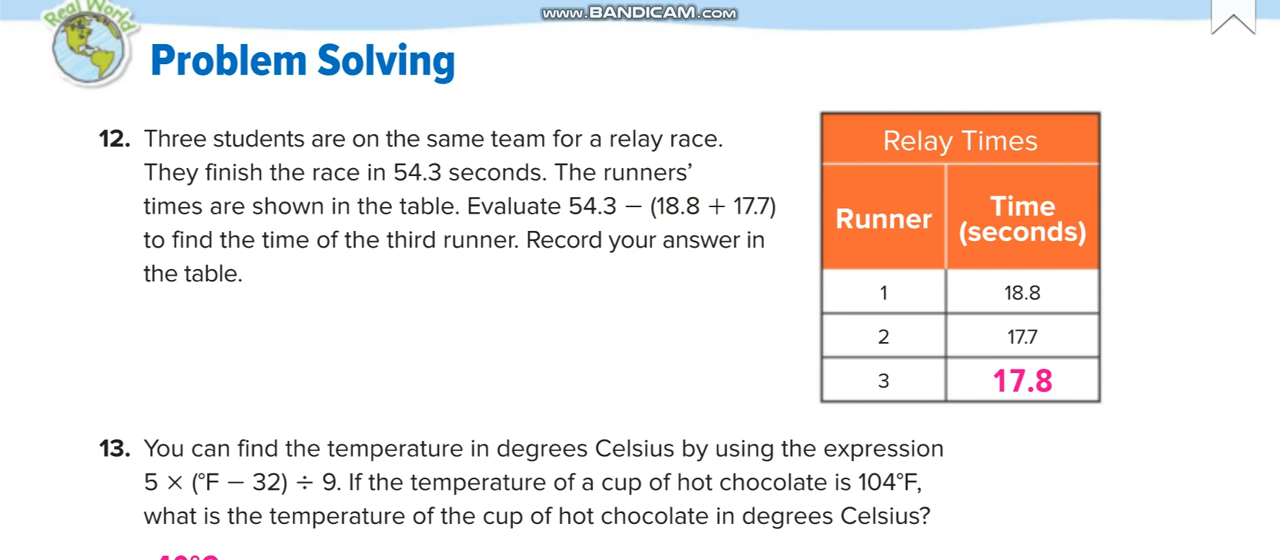 www.BANDICAM.com
Real World
Problem Solving
12. Three students are on the same team for a relay race.
They finish the race in 54.3 seconds. The runners’
times are shown in the table. Evaluate 54.3 − (18.8 + 17.7)
to find the time of the third runner. Record your answer in
the table.
Relay Times
Runner
Time
(seconds)
1 18.8
2 17.7
3 17.8
13. You can find the temperature in degrees Celsius by using the expression
5 × (°F − 32) ÷ 9. If the temperature of a cup of hot chocolate is 104°F,
what is the temperature of the cup of hot chocolate in degrees Celsius?